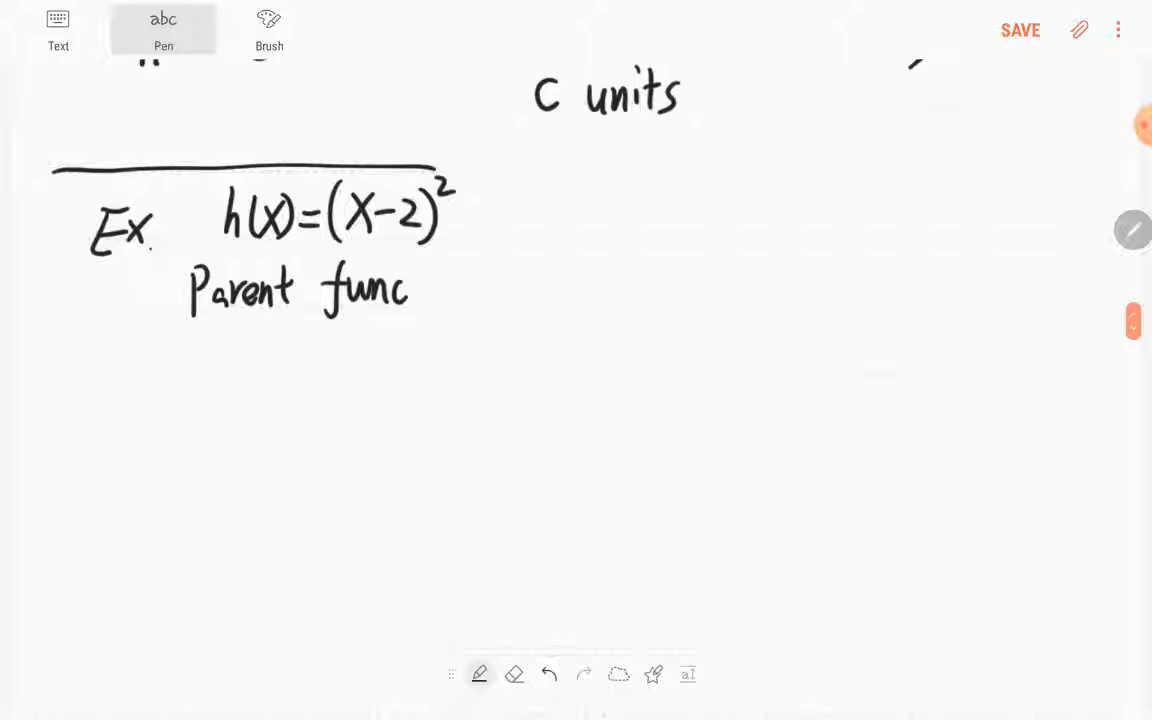 Text
abc
Pen
Brush
SAVE
C units
Ex. h(x)=(x-2)²
Parent func